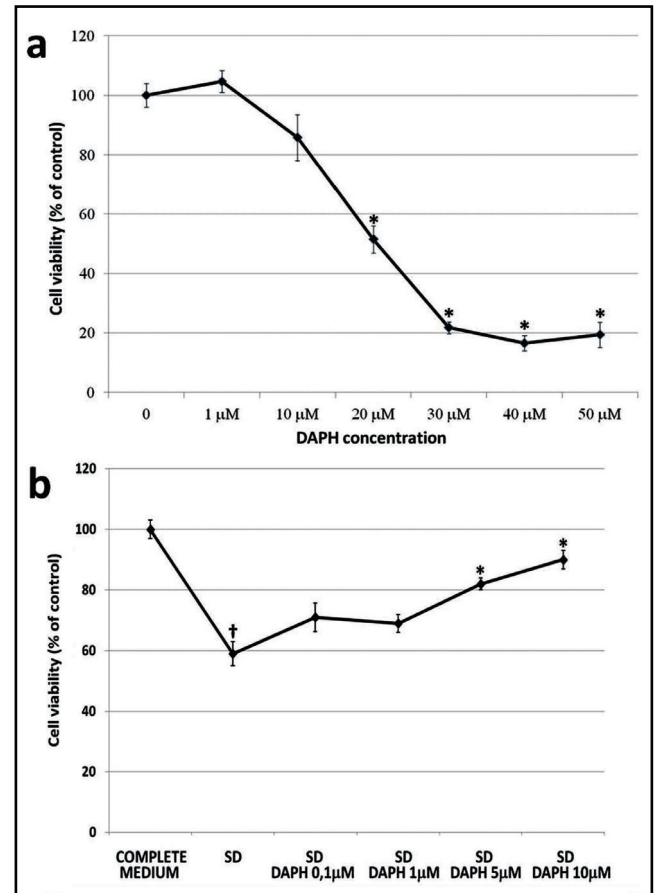 a
Cell viability (% of control)
120
100
80
60
40
20
0
*
*
*
*
0 1 μM 10 μM 20 μM 30 μM 40 μM 50 μM
DAPH concentration
b
Cell viability (% of control)
120
100
80
60
40
20
0
†
*
*
COMPLETE SD SD SD SD SD
MEDIUM DAPH 0,1μM DAPH 1μM DAPH 5μM DAPH 10μM